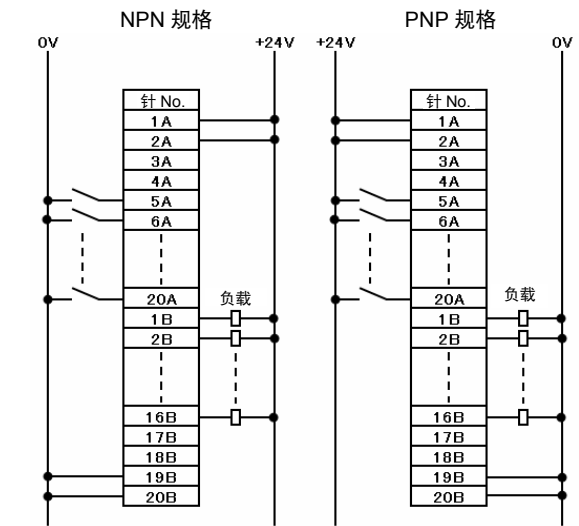 NPN 规格
PNP 规格
0V
+24V
+24V
0V
针 No.
1A
2A
3A
4A
5A
6A
20A
1B
2B
16B
17B
18B
19B
20B
负载
针 No.
1A
2A
3A
4A
5A
6A
20A
1B
2B
16B
17B
18B
19B
20B
负载